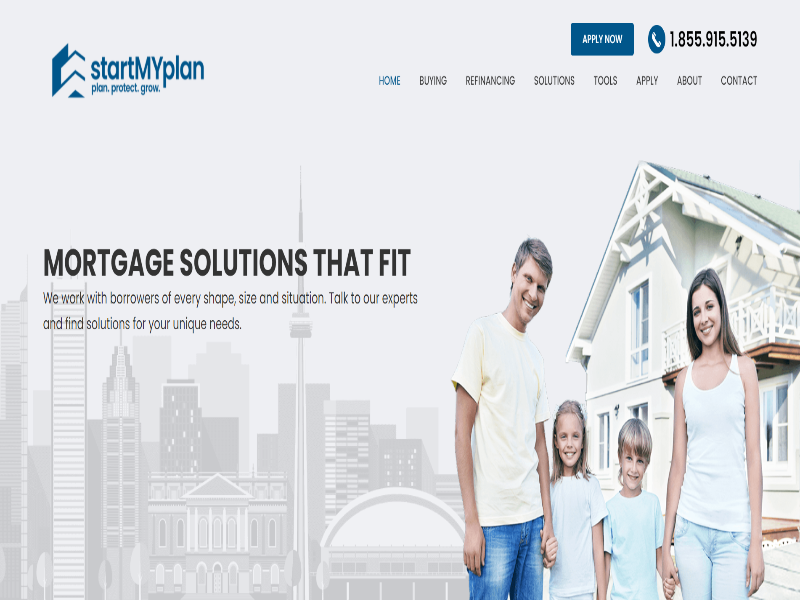 APPLY NOW
1.855.915.5139
startMYplan
plan. protect. grow.
HOME BUYING REFINANCING SOLUTIONS TOOLS APPLY ABOUT CONTACT
MORTGAGE SOLUTIONS THAT FIT
We work with borrowers of every shape, size and situation. Talk to our experts
and find solutions for your unique needs.